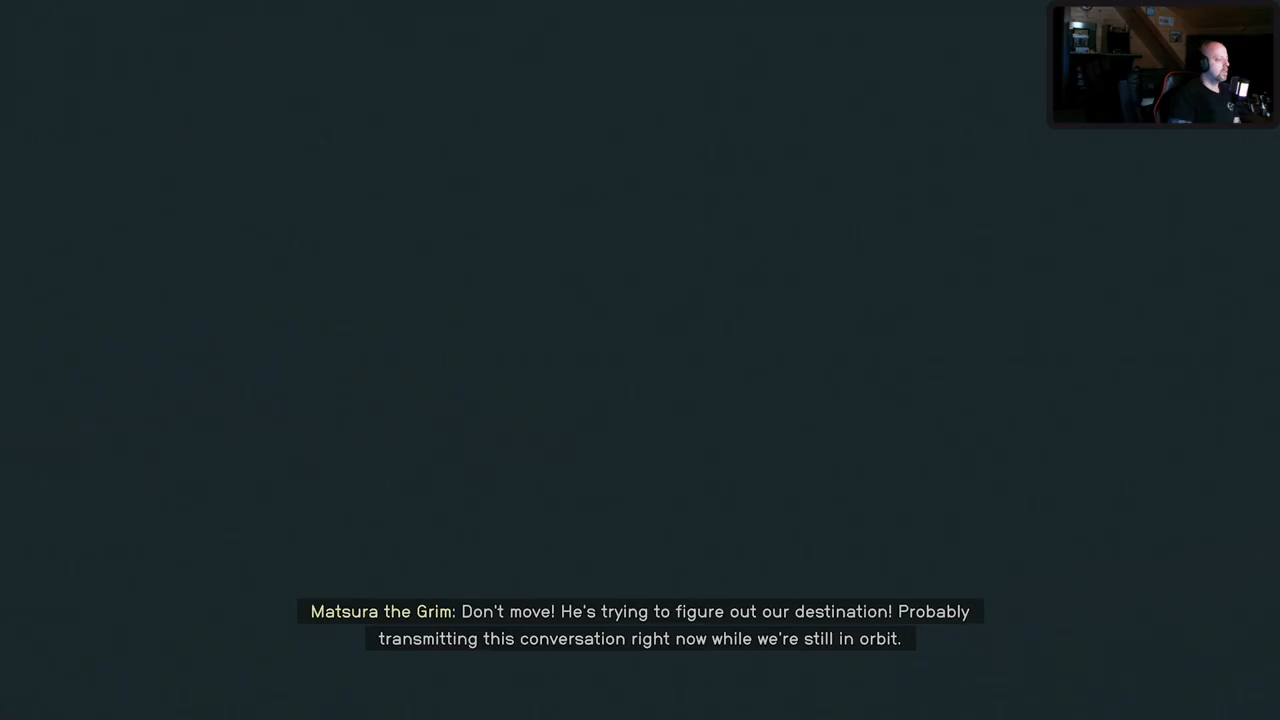 Matsura the Grim: Don't move! He's trying to figure out our destination! Probably
transmitting this conversation right now while we're still in orbit.